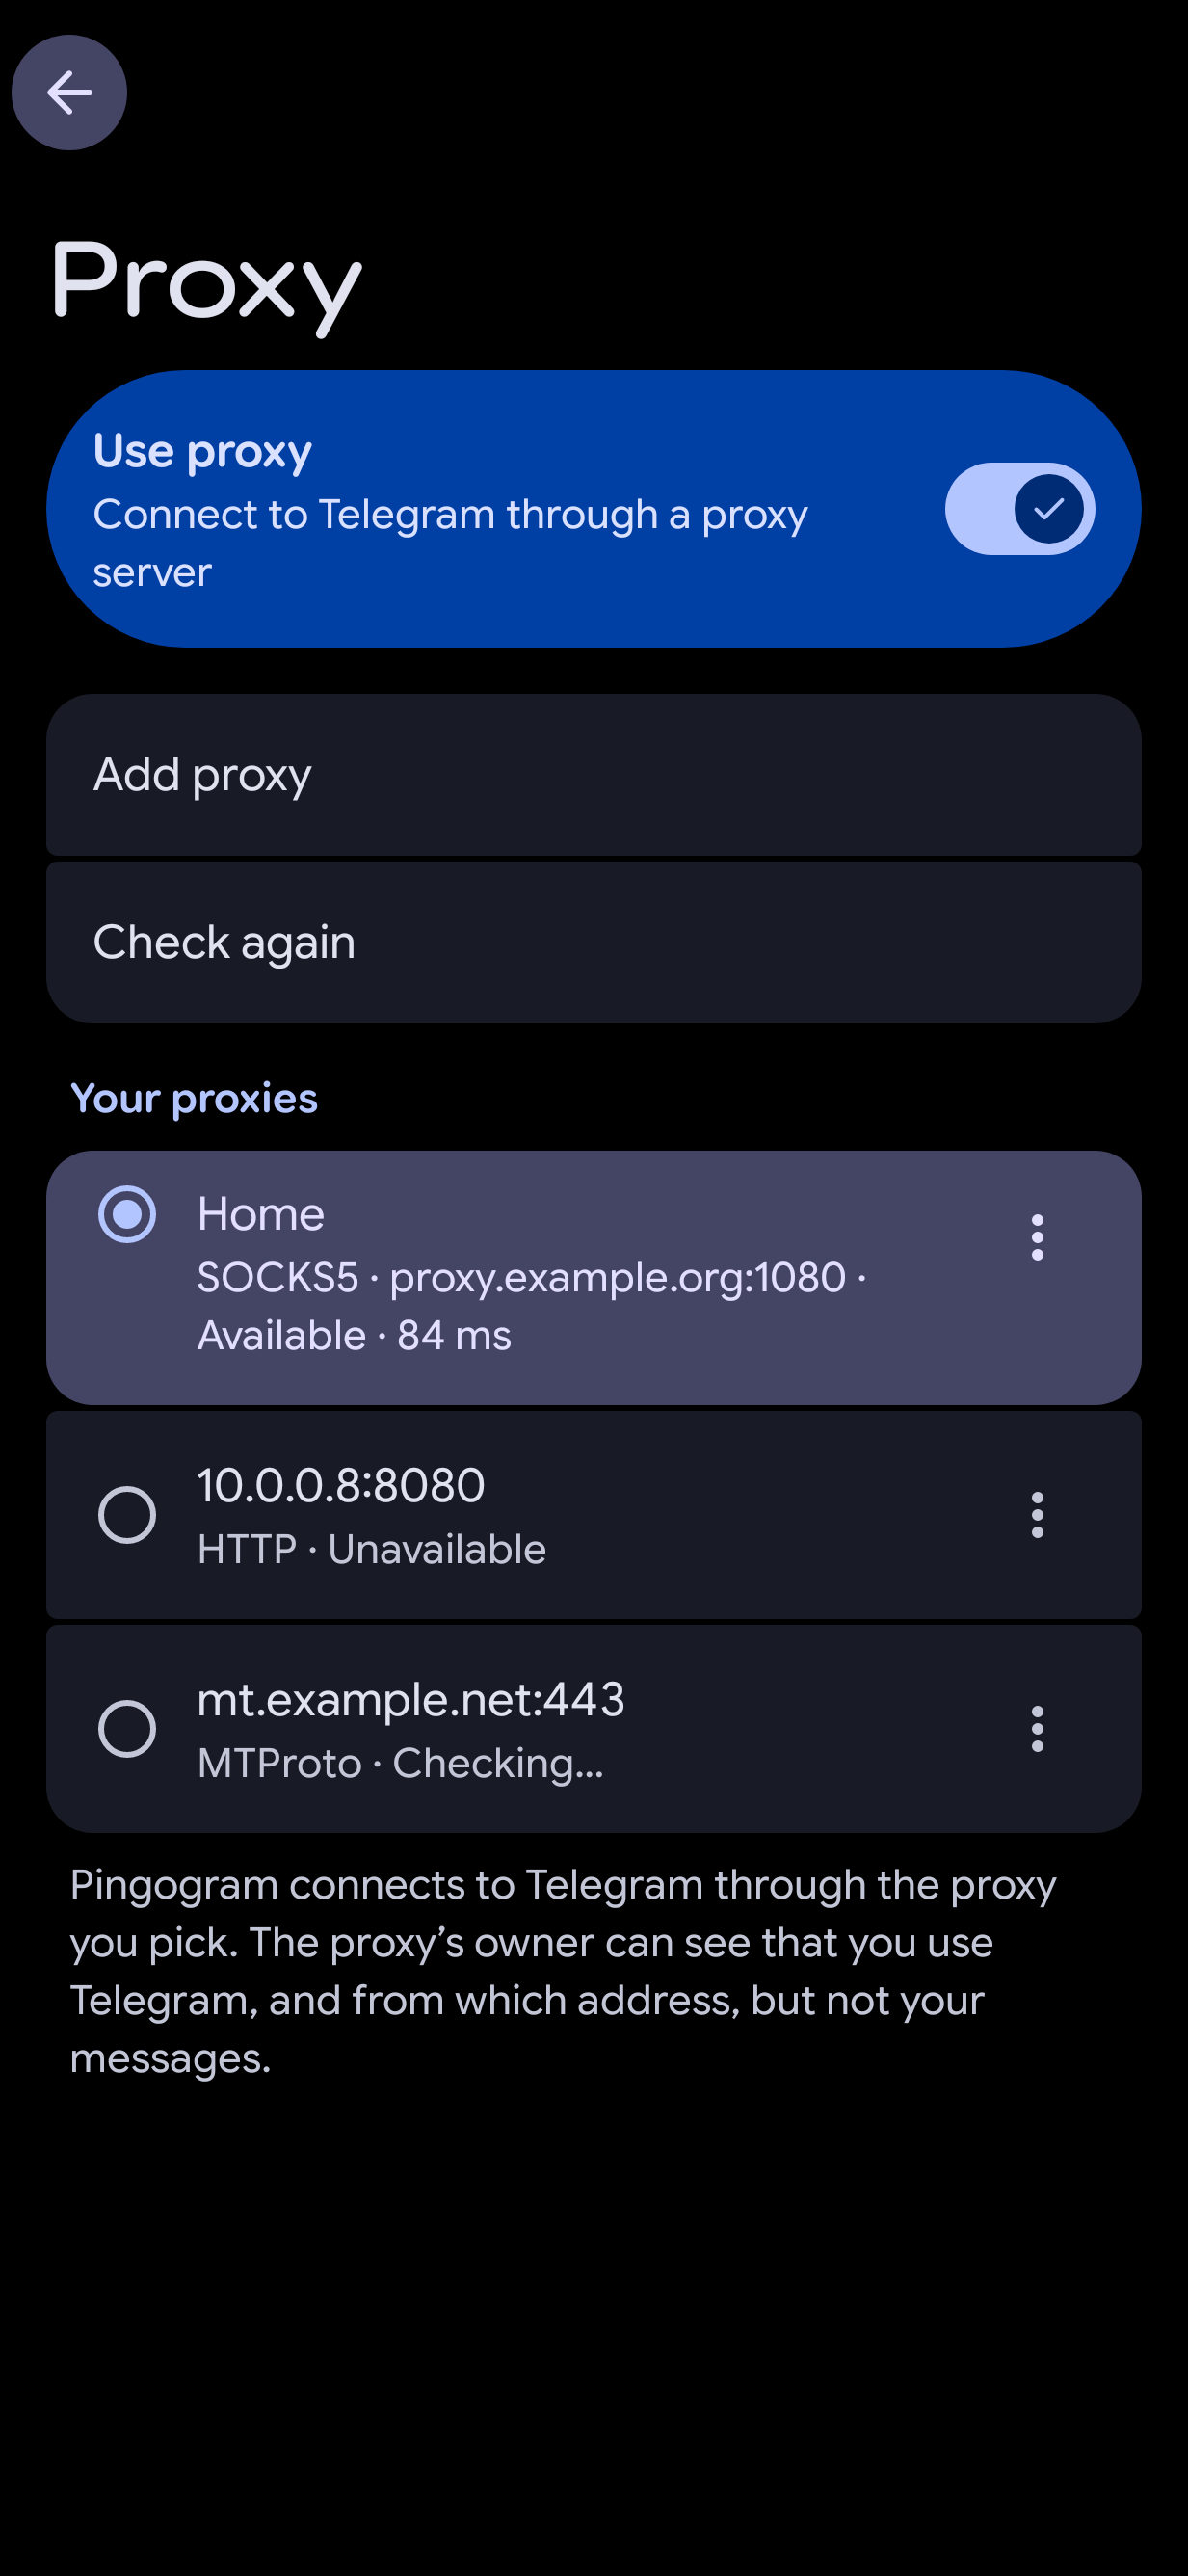 Proxy
Use proxy
Connect to Telegram through a proxy
server
Add proxy
Check again
Your proxies
Home
SOCKS5 · proxy.example.org:1080 ·
Available · 84 ms
10.0.0.8:8080
HTTP · Unavailable
mt.example.net:443
MTProto · Checking…
Pingogram connects to Telegram through the proxy
you pick. The proxy’s owner can see that you use
Telegram, and from which address, but not your
messages.